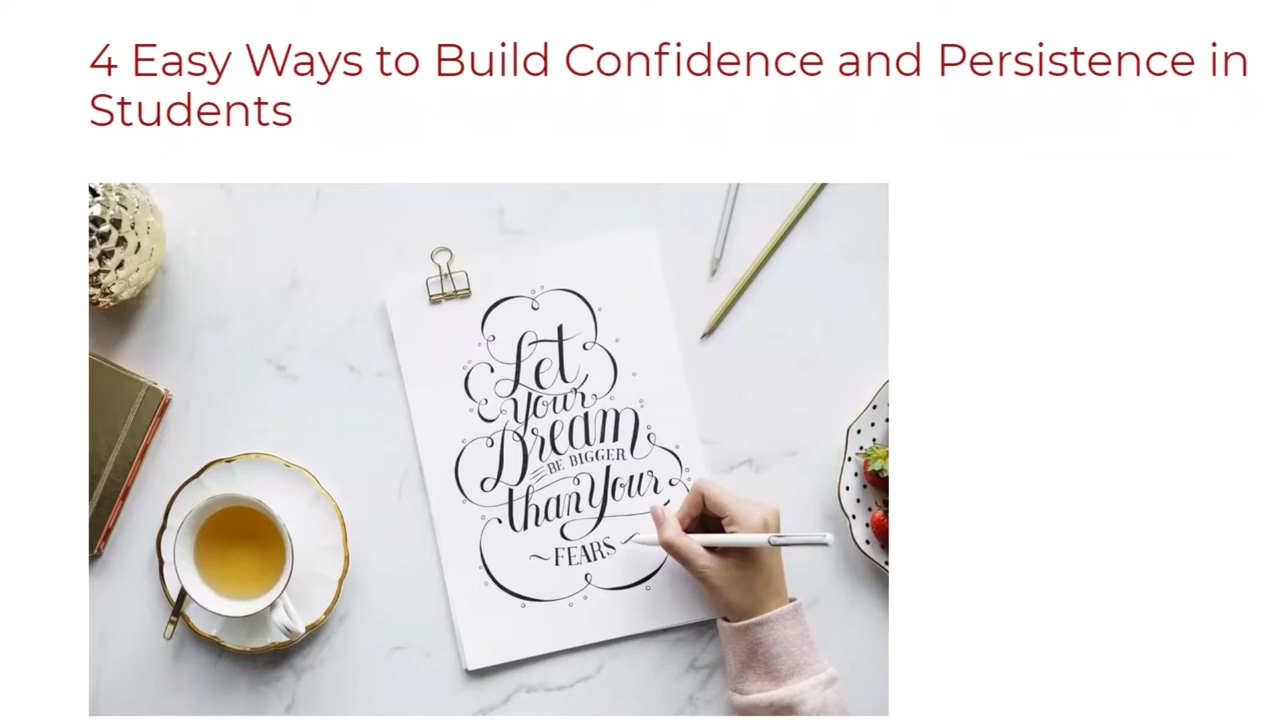 4 Easy Ways to Build Confidence and Persistence in
Students
Let
Your
Dream
BE BIGGER
than Your
~FEARS~